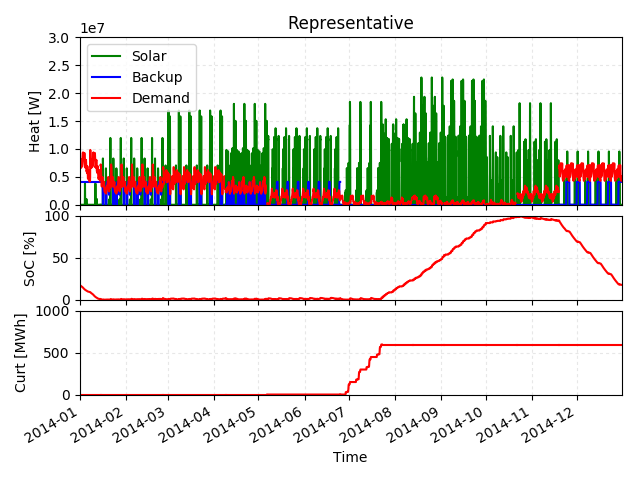 Representative
1e7
3.0
2.5
2.0
1.5
1.0
0.5
0.0
Heat [W]
Solar
Backup
Demand
100
50
0
SoC [%]
1000
500
0
Curt [MWh]
2014-01
2014-02
2014-03
2014-04
2014-05
2014-06
2014-07
2014-08
2014-09
2014-10
2014-11
2014-12
Time